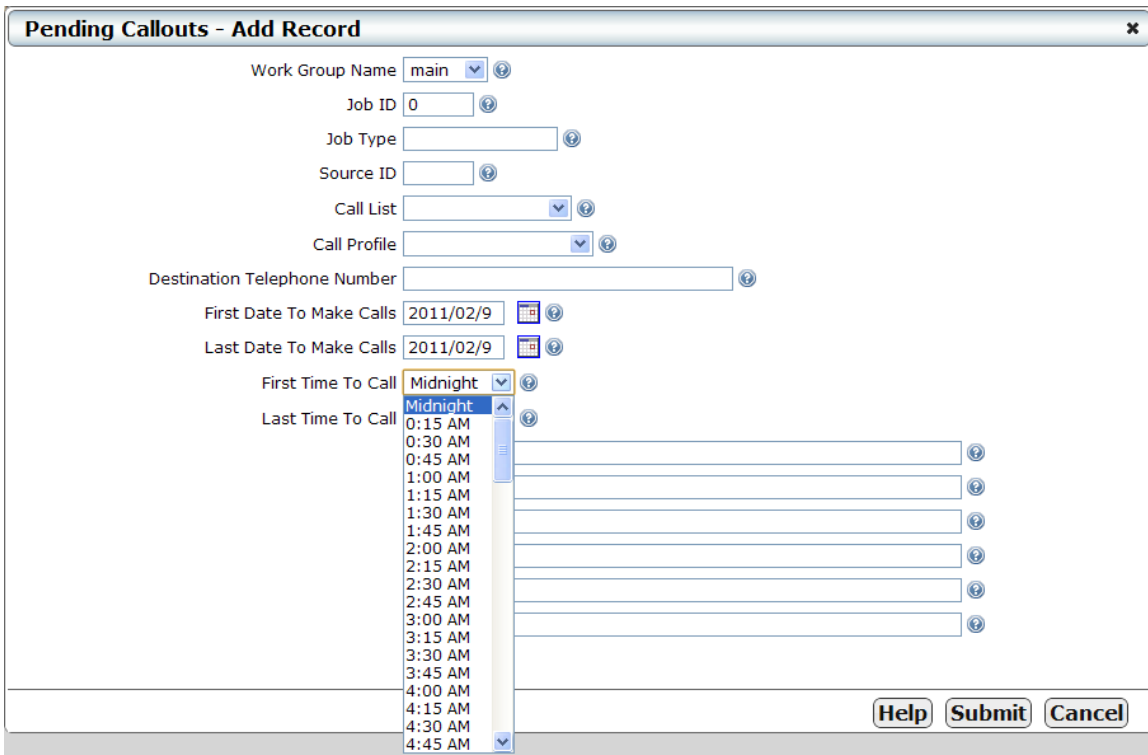 Pending Callouts - Add Record
Work Group Name main
Job ID 0
Job Type
Source ID
Call List
Call Profile
Destination Telephone Number
First Date To Make Calls 2011/02/9
Last Date To Make Calls 2011/02/9
First Time To Call Midnight
Last Time To Call
Midnight
0:15 AM
0:30 AM
0:45 AM
1:00 AM
1:15 AM
1:30 AM
1:45 AM
2:00 AM
2:15 AM
2:30 AM
2:45 AM
3:00 AM
3:15 AM
3:30 AM
3:45 AM
4:00 AM
4:15 AM
4:30 AM
4:45 AM
Help Submit Cancel